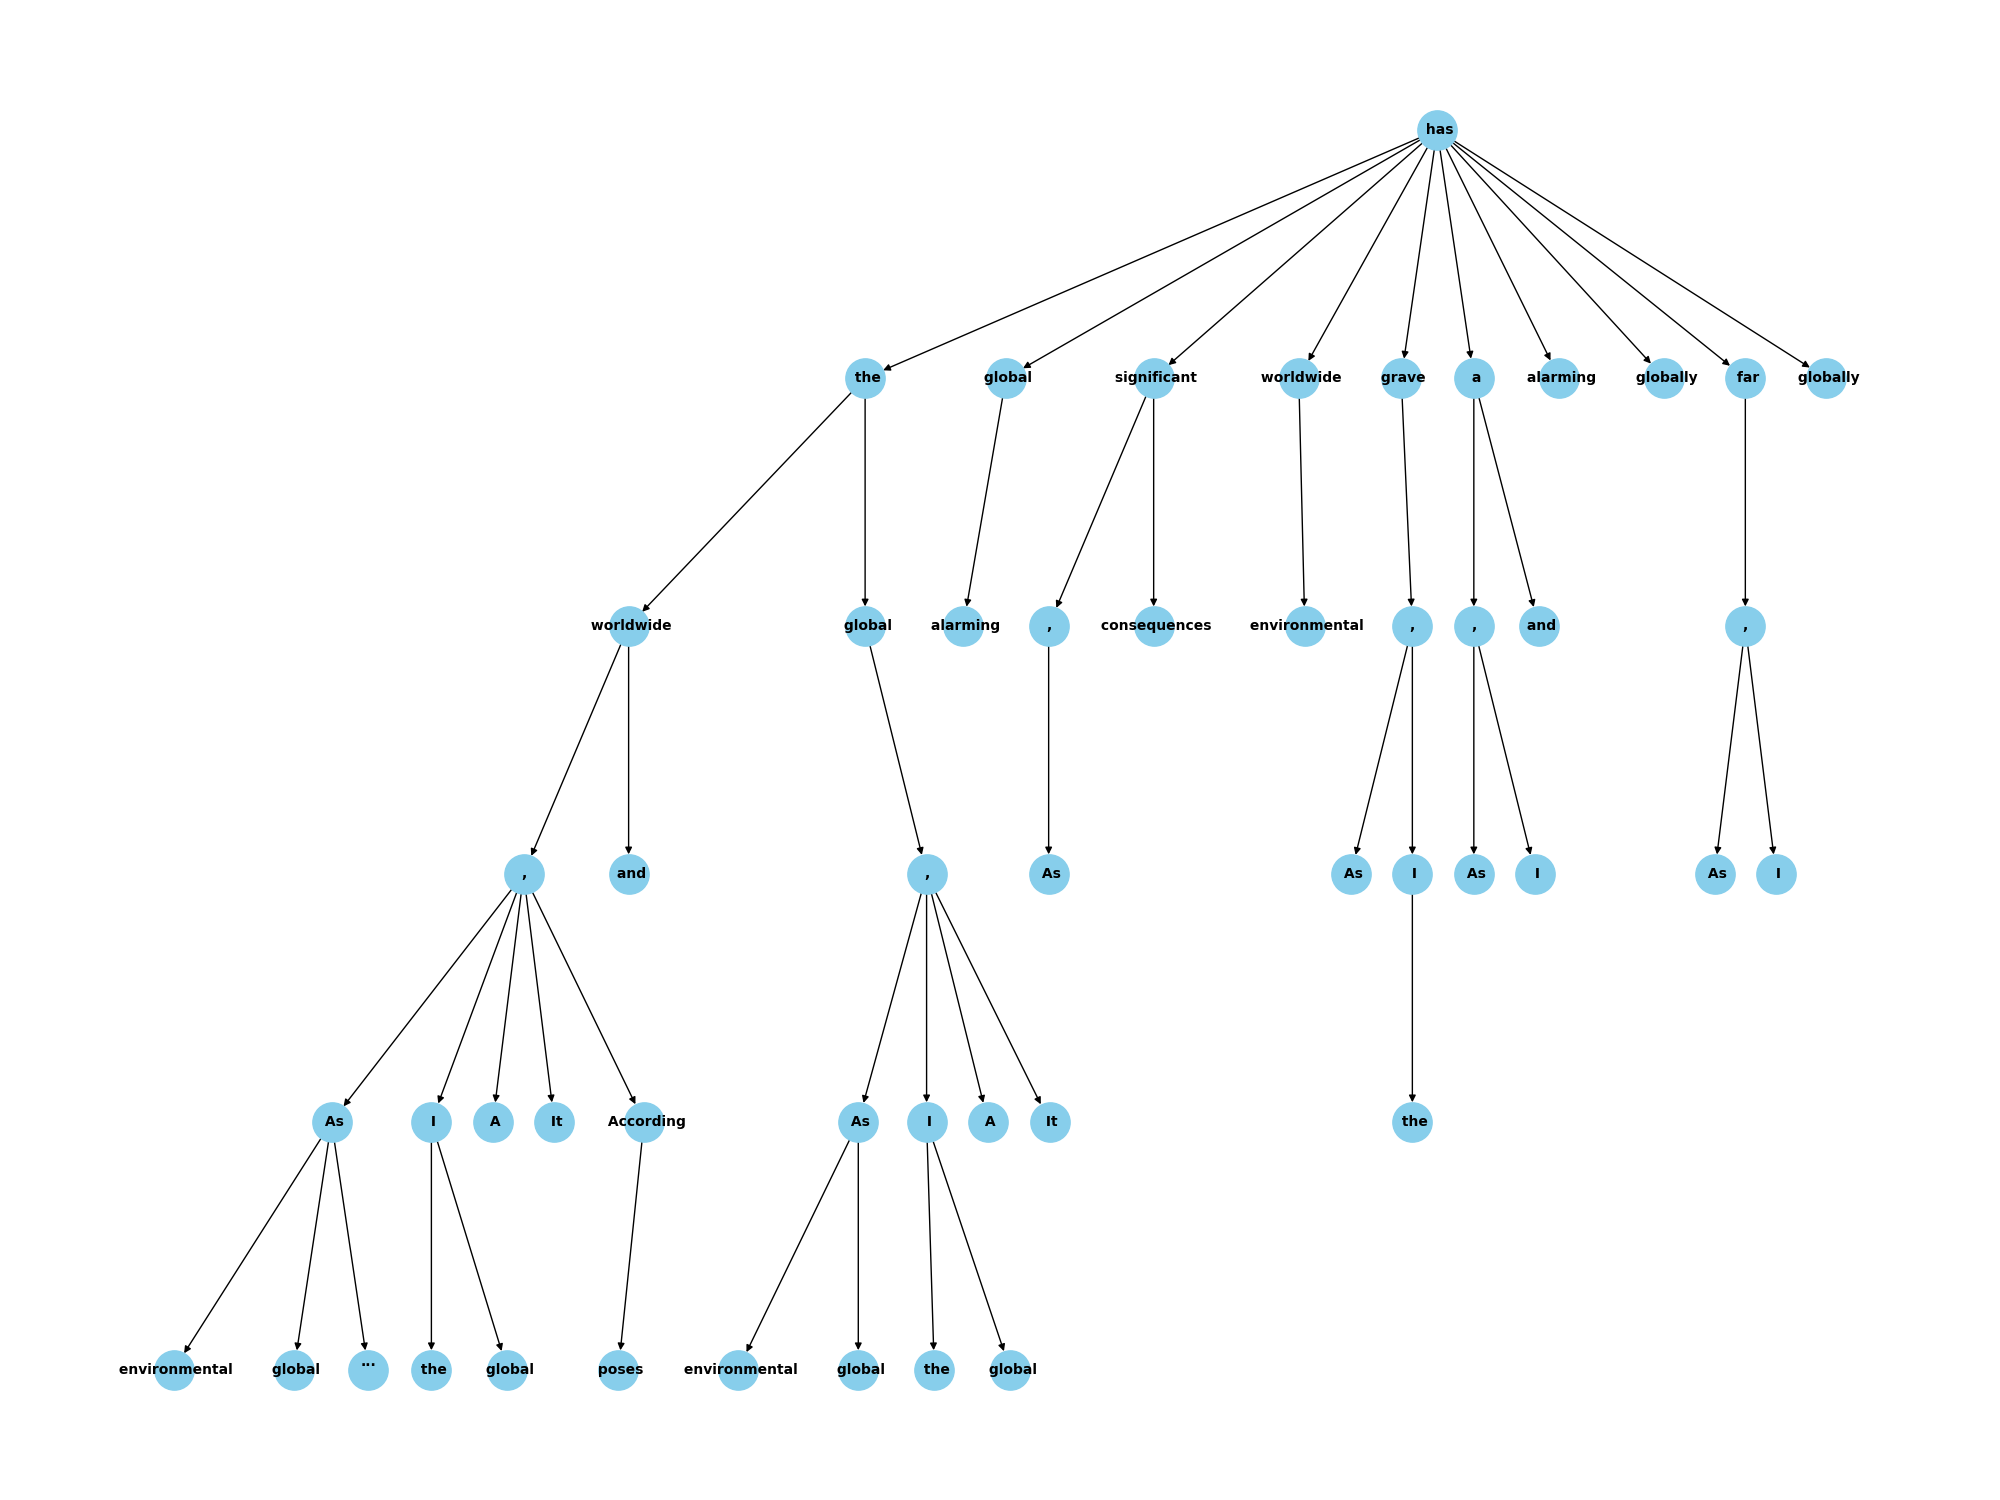 has
the global significant worldwide grave a alarming globally far globally
worldwide global alarming , consequences environmental , , and ,
, and , As As I As I As I
As I A It According As I A It the
environmental global ... the global poses environmental global the global